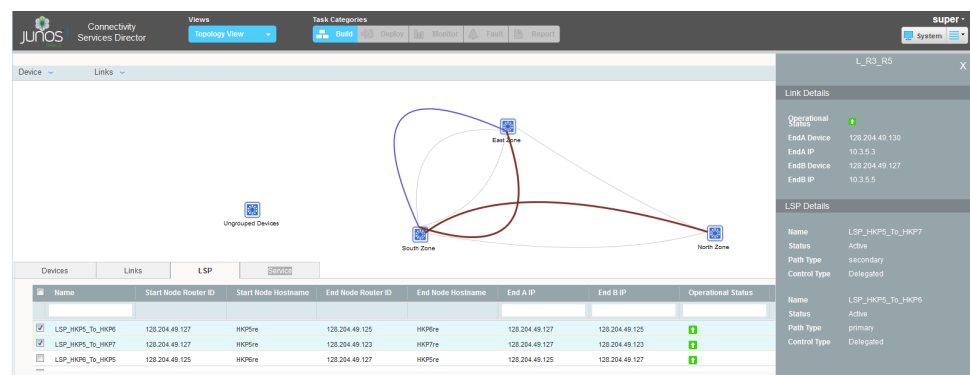 JUNOS Connectivity Services Director
SPACE
Views
Topology View
Task Categories
Build Deploy Monitor Fault Report
super
System
Device Links
L_R3_R5 X
Link Details
Operational Status
EndA Device 128.204.49.130
EndA IP 10.3.5.3
EndB Device 128.204.49.127
EndB IP 10.3.5.5
LSP Details
Name LSP_HKP5_To_HKP7
Status Active
Path Type secondary
Control Type Delegated
Name LSP_HKP5_To_HKP6
Status Active
Path Type primary
Control Type Delegated
East Zone
Ungrouped Devices
South Zone
North Zone
Devices Links LSP Service
Name Start Node Router ID Start Node Hostname End Node Router ID End Node Hostname End A IP End B IP Operational Status
LSP_HKP5_To_HKP6 128.204.49.127 HKP5re 128.204.49.125 HKP6re 128.204.49.127 128.204.49.125
LSP_HKP5_To_HKP7 128.204.49.127 HKP5re 128.204.49.123 HKP7re 128.204.49.127 128.204.49.123
LSP_HKP6_To_HKP5 128.204.49.125 HKP6re 128.204.49.127 HKP5re 128.204.49.125 128.204.49.127